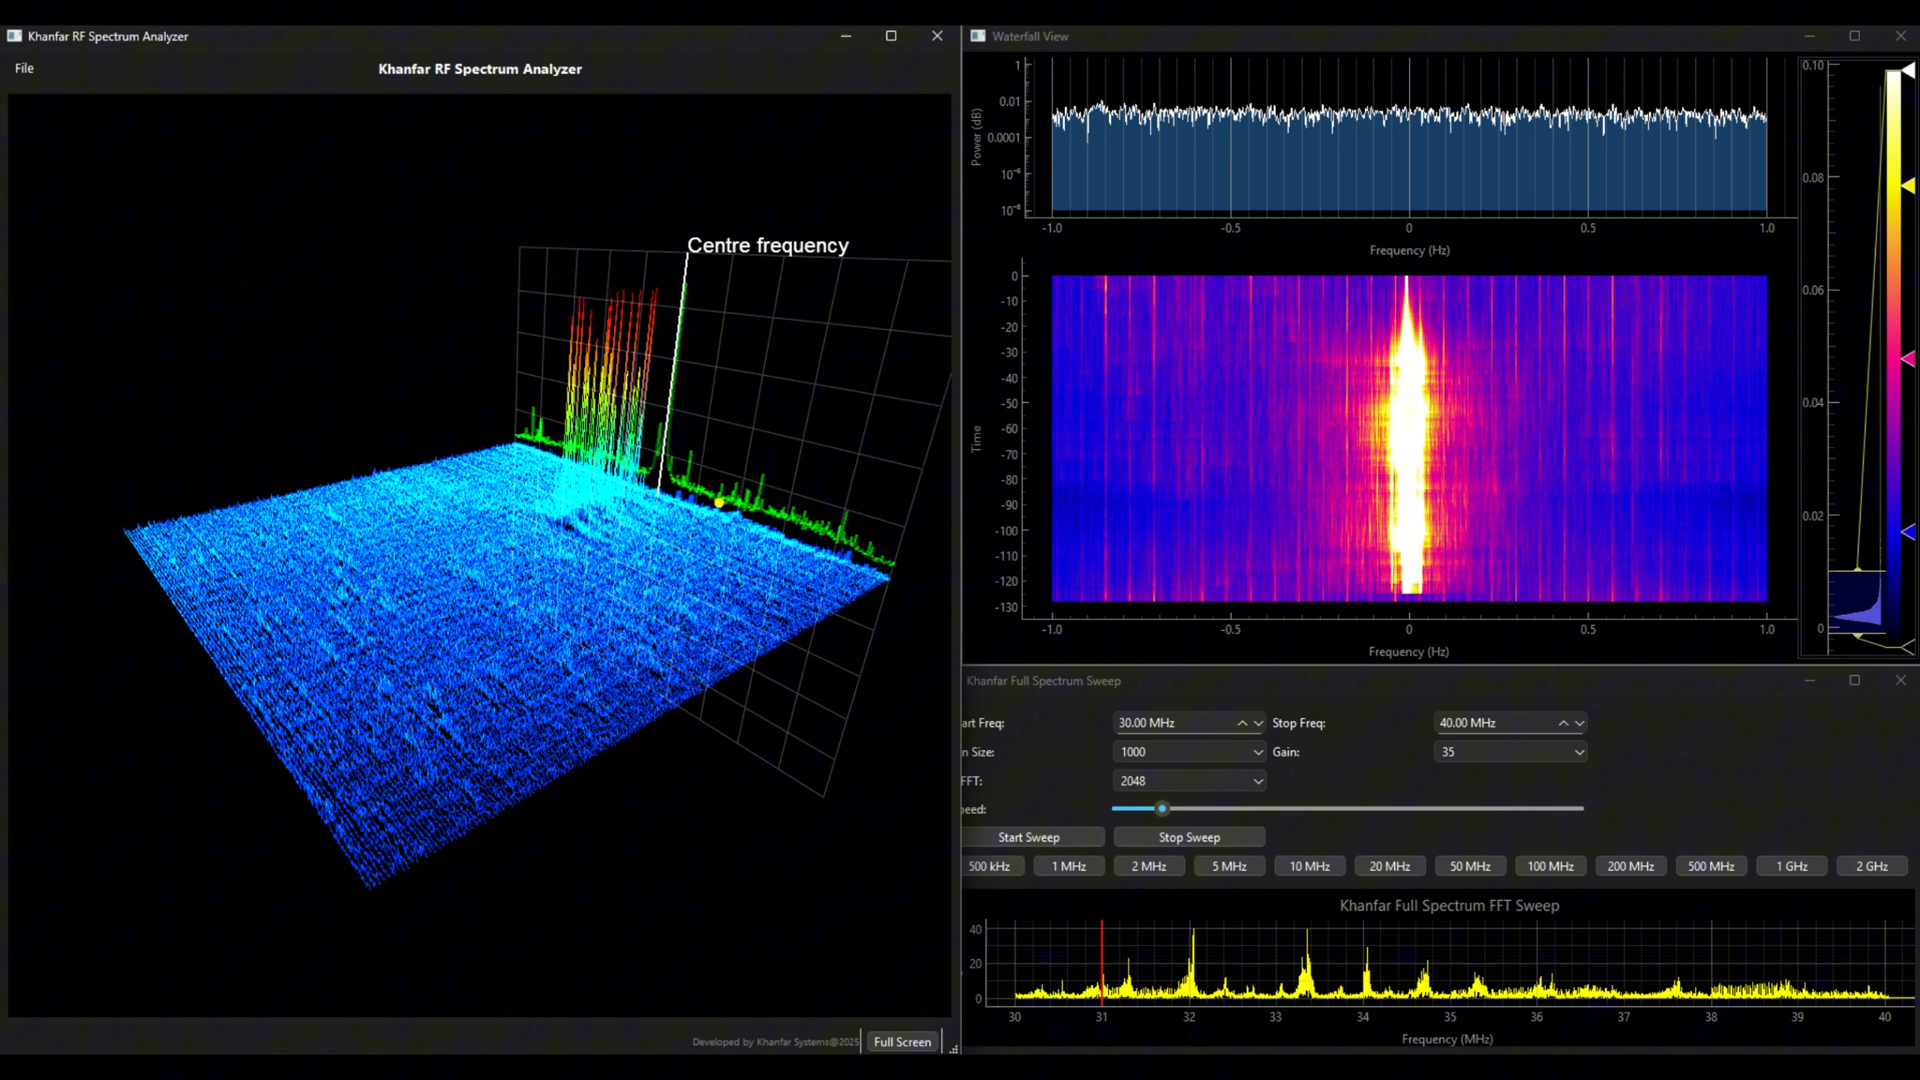 Khanfar RF Spectrum Analyzer
File
Khanfar RF Spectrum Analyzer
Centre frequency
Developed by Khanfar Systems@2025
Full Screen
Waterfall View
1
0.01
0.0001
10⁻⁶
10⁻⁸
Power (dB)
-1.0 -0.5 0 0.5 1.0
Frequency (Hz)
0
-10
-20
-30
-40
-50
-60
-70
-80
-90
-100
-110
-120
-130
Time
-1.0 -0.5 0 0.5 1.0
Frequency (Hz)
0.10
0.08
0.06
0.04
0.02
0
Khanfar Full Spectrum Sweep
art Freq: 30.00 MHz Stop Freq: 40.00 MHz
n Size: 1000 Gain: 35
FFT: 2048
eed:
Start Sweep Stop Sweep
500 kHz 1 MHz 2 MHz 5 MHz 10 MHz 20 MHz 50 MHz 100 MHz 200 MHz 500 MHz 1 GHz 2 GHz
Khanfar Full Spectrum FFT Sweep
40
20
0
30 31 32 33 34 35 36 37 38 39 40
Frequency (MHz)